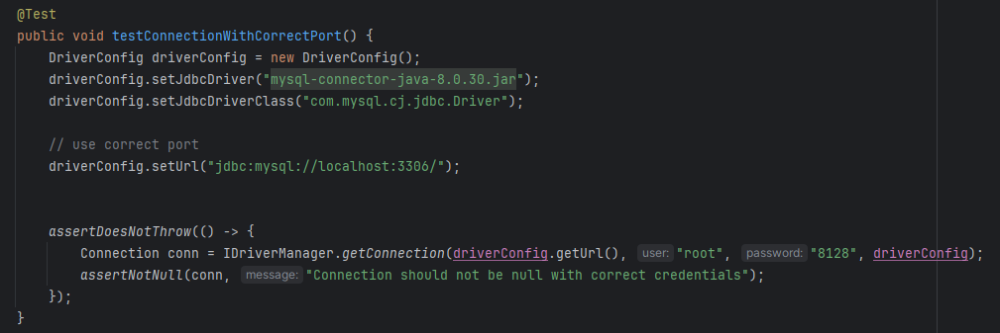 @Test
public void testConnectionWithCorrectPort() {
DriverConfig driverConfig = new DriverConfig();
driverConfig.setJdbcDriver("mysql-connector-java-8.0.30.jar");
driverConfig.setJdbcDriverClass("com.mysql.cj.jdbc.Driver");
// use correct port
driverConfig.setUrl("jdbc:mysql://localhost:3306/");
assertDoesNotThrow(() -> {
Connection conn = IDriverManager.getConnection(driverConfig.getUrl(), user: "root", password: "8128", driverConfig);
assertNotNull(conn, message: "Connection should not be null with correct credentials");
});
}